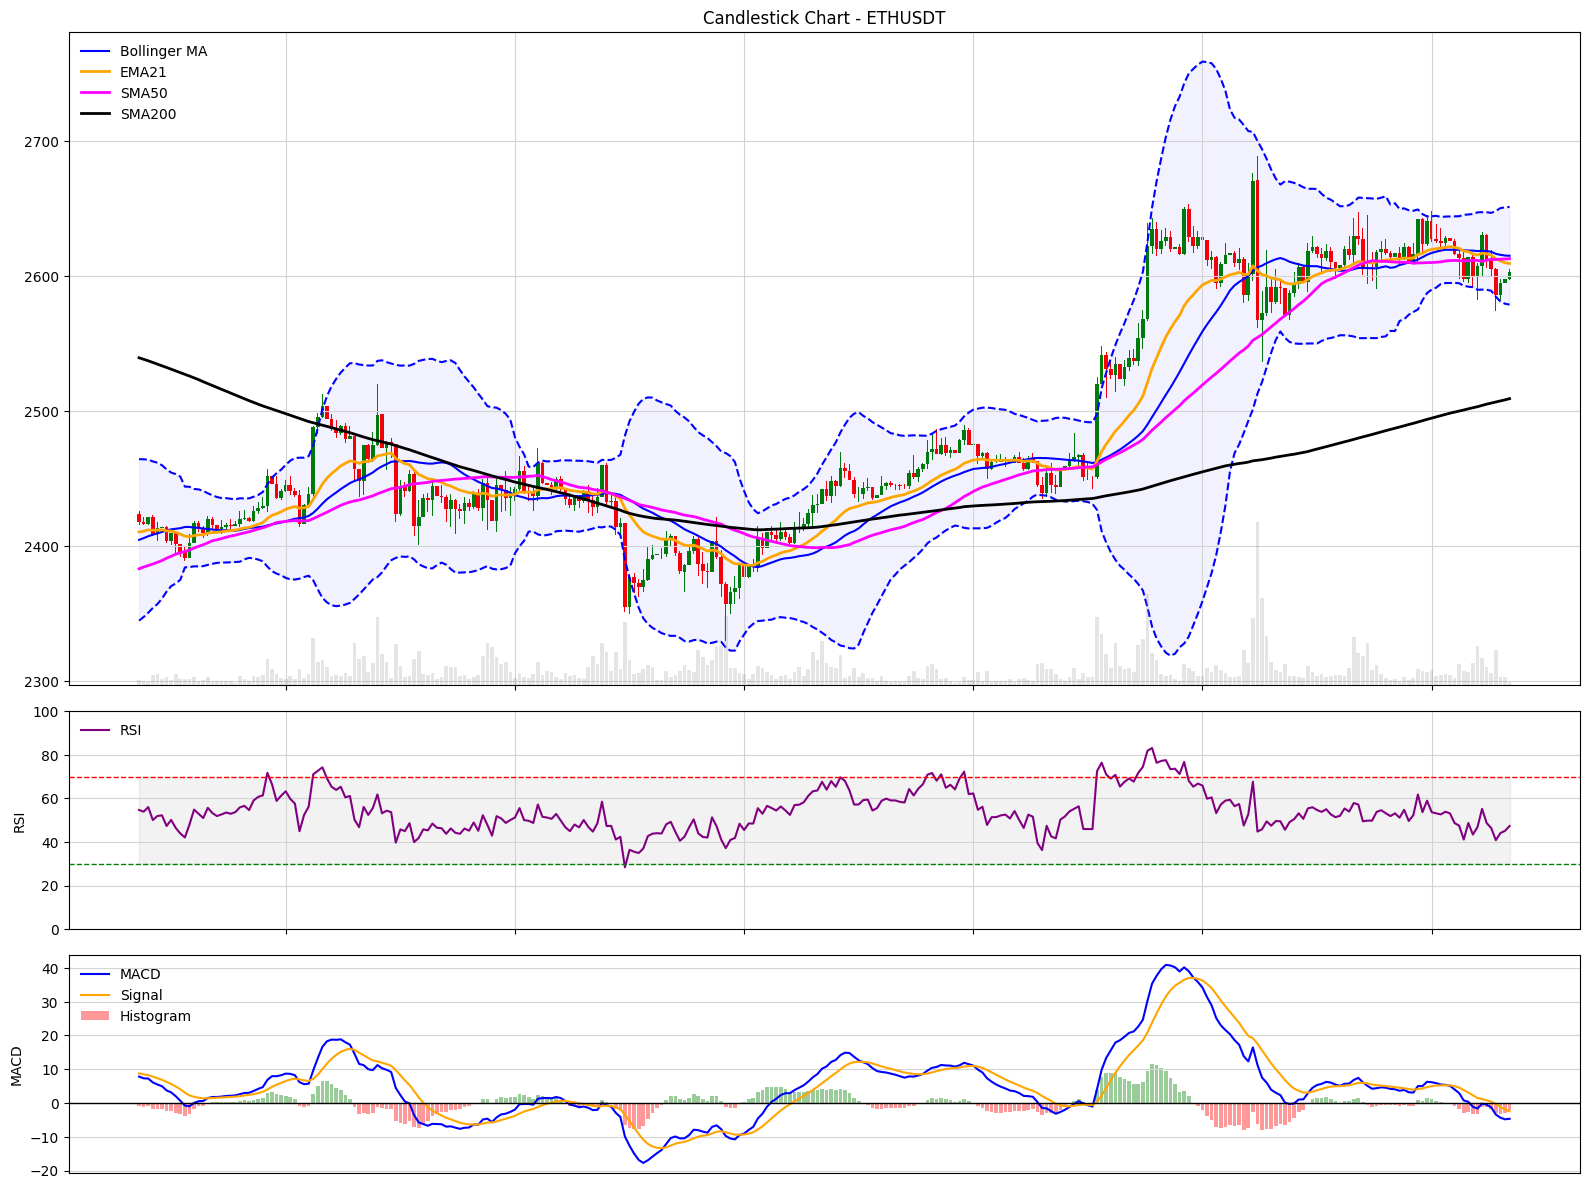 Candlestick Chart - ETHUSDT
Bollinger MA
EMA21
SMA50
SMA200
2700
2600
2500
2400
2300
RSI
RSI
100
80
60
40
20
0
MACD
MACD
Signal
Histogram
40
30
20
10
0
−10
−20